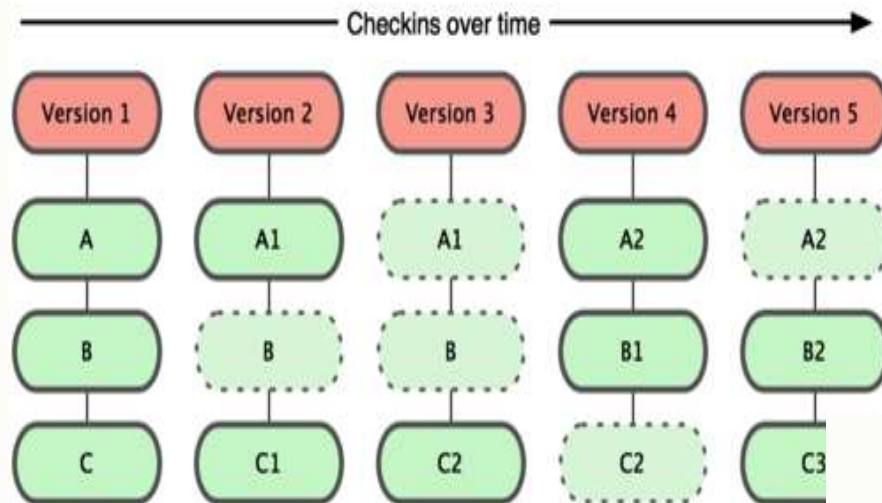 Checkins over time
Version 1 Version 2 Version 3 Version 4 Version 5
A A1 A1 A2 A2
B B B B1 B2
C C1 C2 C2 C3